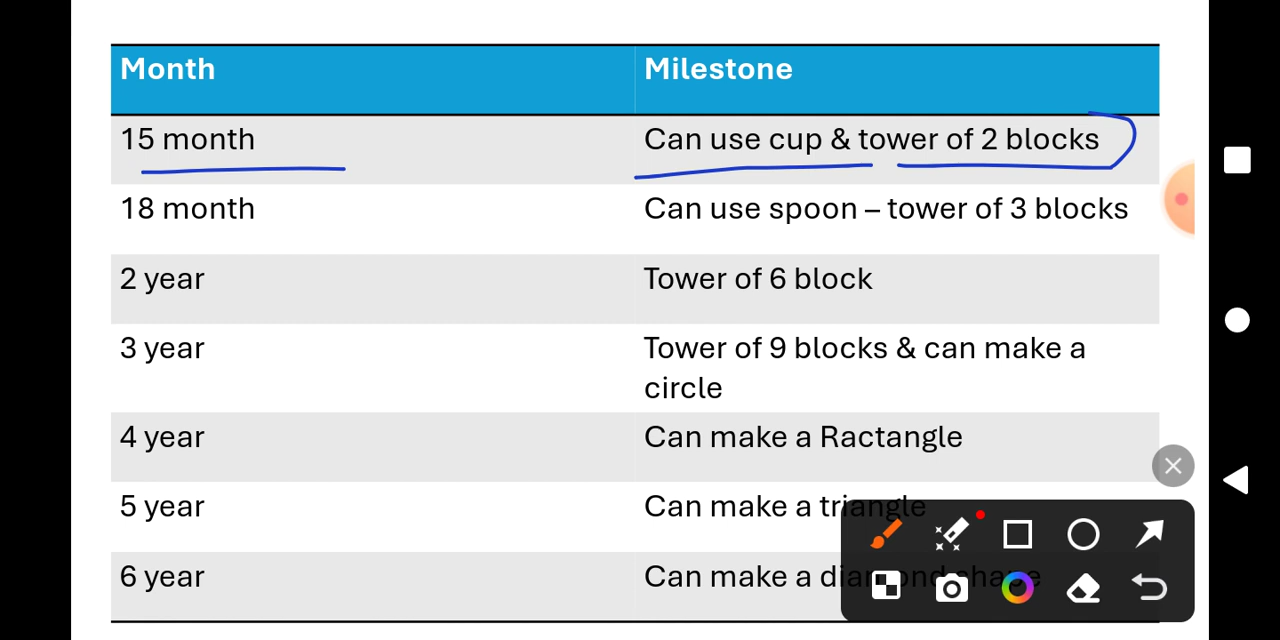 Month Milestone
15 month Can use cup & tower of 2 blocks
18 month Can use spoon – tower of 3 blocks
2 year Tower of 6 block
3 year Tower of 9 blocks & can make a
circle
4 year Can make a Ractangle
5 year Can make a triangle
6 year Can make a diamond shape